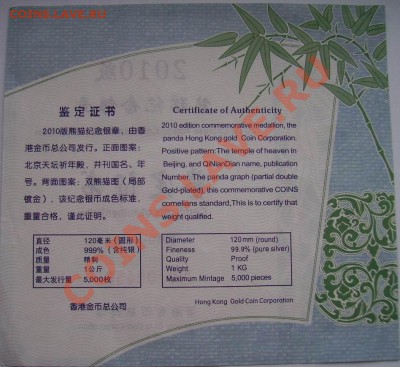 COINSS.LAVE.RU
鉴定证书
2010版熊猫纪念银章，由香
港金币总公司发行。正面图案：
北京天坛祈年殿，并刊国名、年
号。背面图案：双熊猫图（局部
镀金），该纪念银币成色标准，
重量合格，谨此证明。
直径 120毫米（圆形）
成色 99.9%（含纯银）
质量 精制
重量 1公斤
最大发行量 5,000枚
香港金币总公司
Certificate of Authenticity
2010 edition commemorative medallion, the
panda Hong Kong gold Coin Corporation.
Positive pattern: The temple of heaven in
Beijing, and QiNianDian name, publication
Number. The panda graph (partial double
Gold-plated), this commemorative COINS
cornelians standard,This is to certify that
weight qualified.
Diameter 120mm (round)
Fineness 99.9% (pure silver)
Quality Proof
Weight 1 KG
Maximum Mintage 5,000 pieces
Hong Kong Gold Coin Corporation